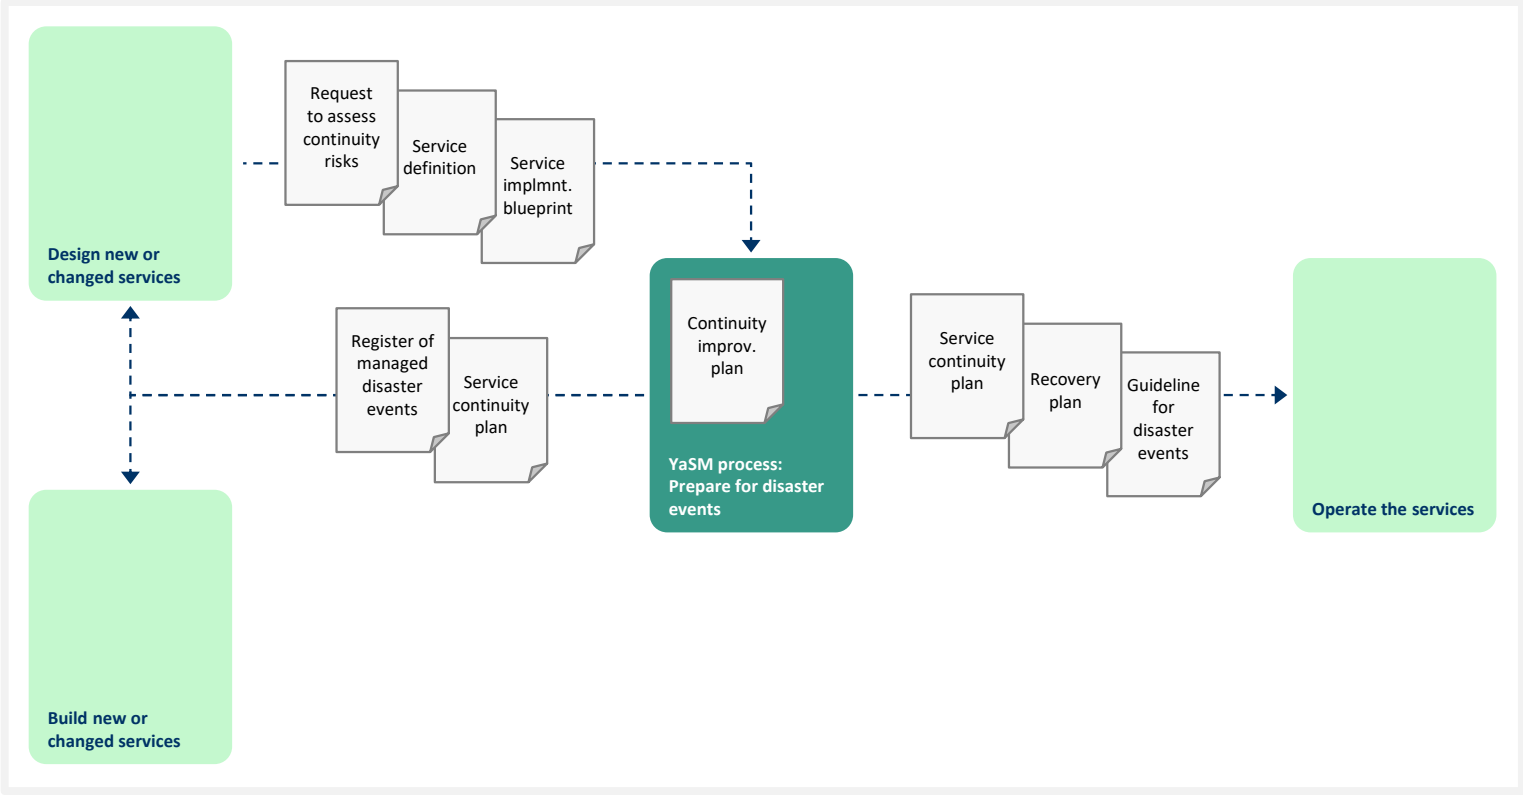 Request
to assess
continuity
risks
Service
definition
Service
implmnt.
blueprint
Design new or
changed services
Register of
managed
disaster
events
Service
continuity
plan
Continuity
improv.
plan
YaSM process:
Prepare for disaster
events
Service
continuity
plan
Recovery
plan
Guideline
for
disaster
events
Operate the services
Build new or
changed services